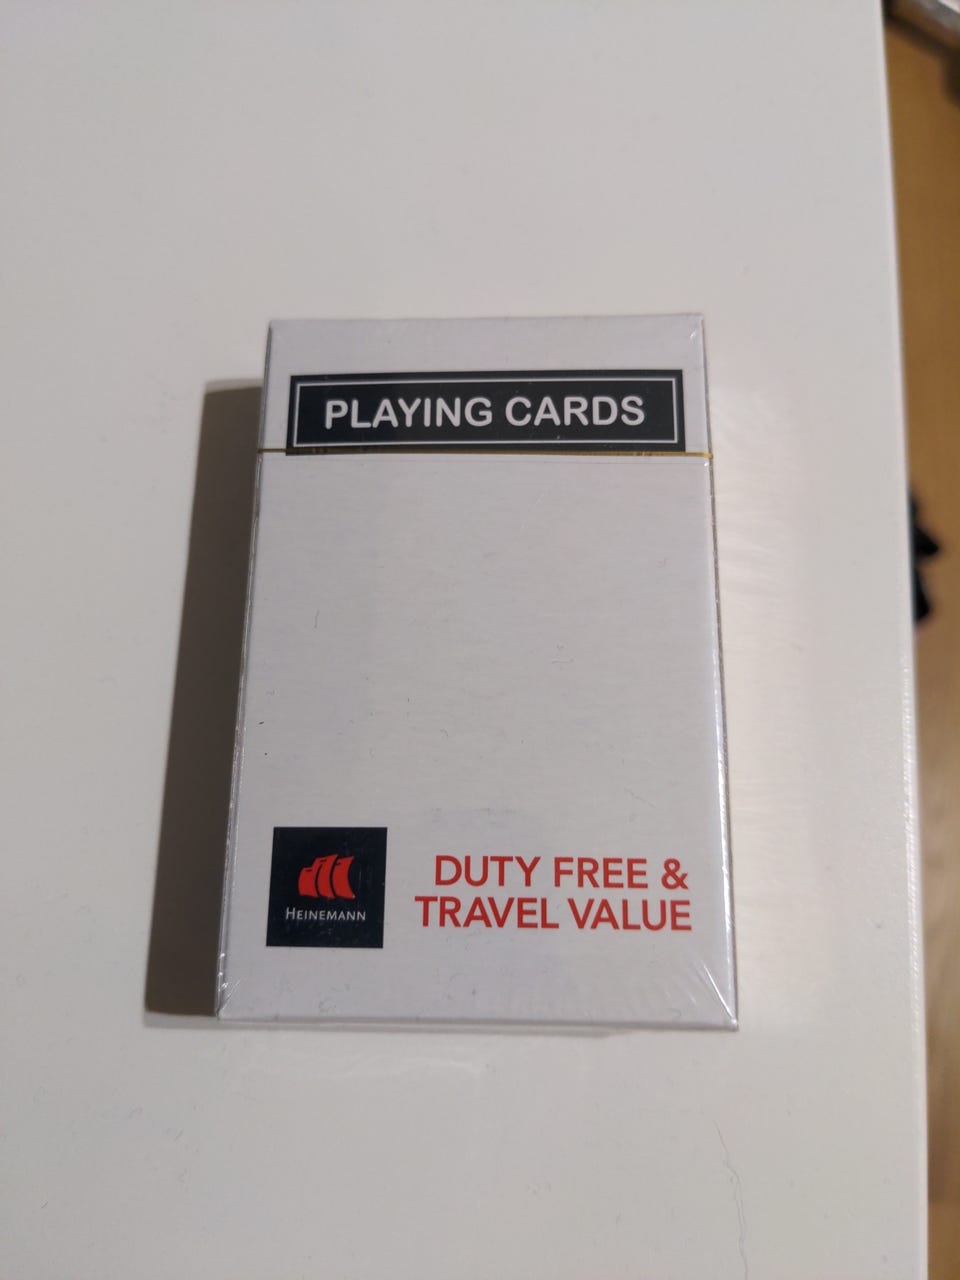 PLAYING CARDS
HEINEMANN
DUTY FREE &
TRAVEL VALUE